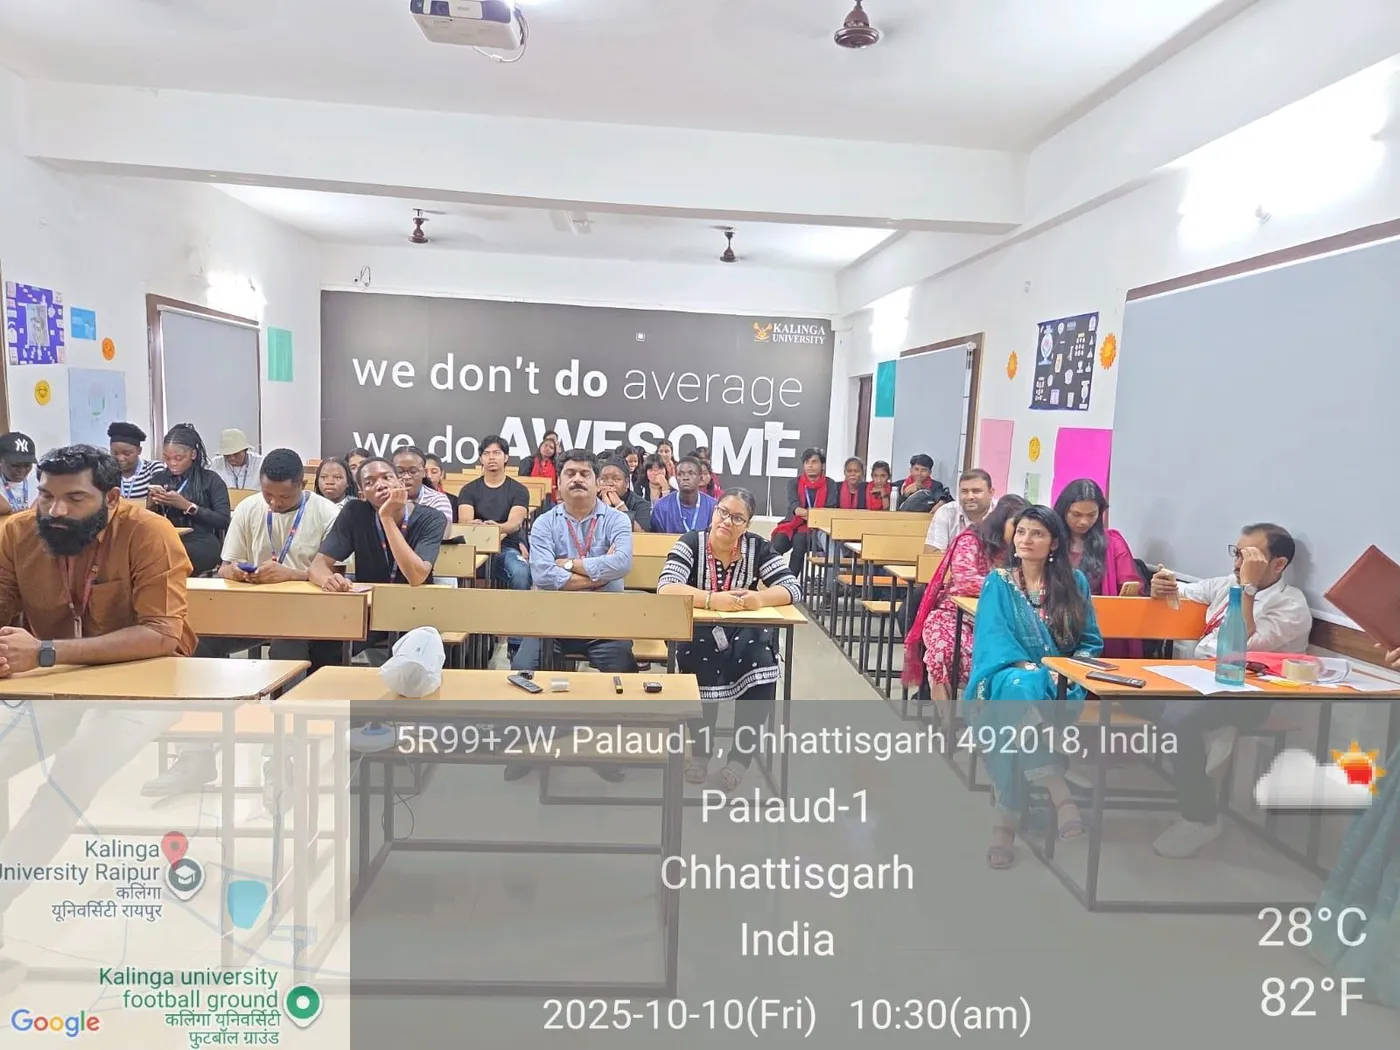 KALINGA
UNIVERSITY
we don't do average
we do AWESOME
NY
5R99+2W, Palaud-1, Chhattisgarh 492018, India
Palaud-1
Chhattisgarh
India
2025-10-10(Fri) 10:30(am)
28°C
82°F
Kalinga
University Raipur
कलिंगा
यूनिवर्सिटी रायपुर
Kalinga university
football ground
कलिंगा यूनिवर्सिटी
फुटबॉल ग्राउंड
Google